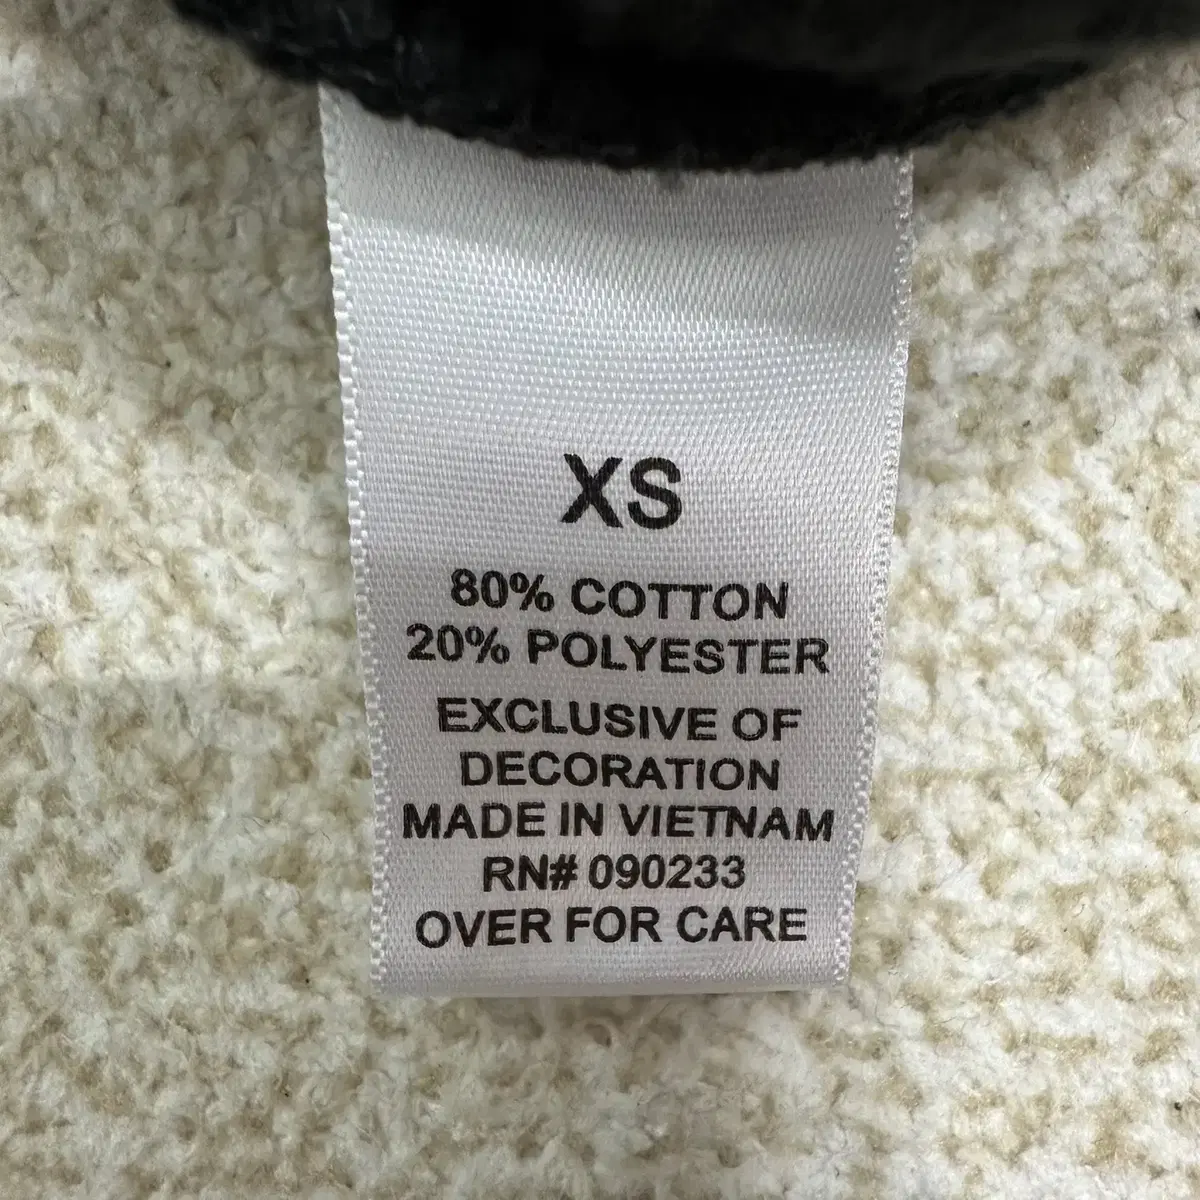 XS
80% COTTON
20% POLYESTER
EXCLUSIVE OF
DECORATION
MADE IN VIETNAM
RN# 090233
OVER FOR CARE